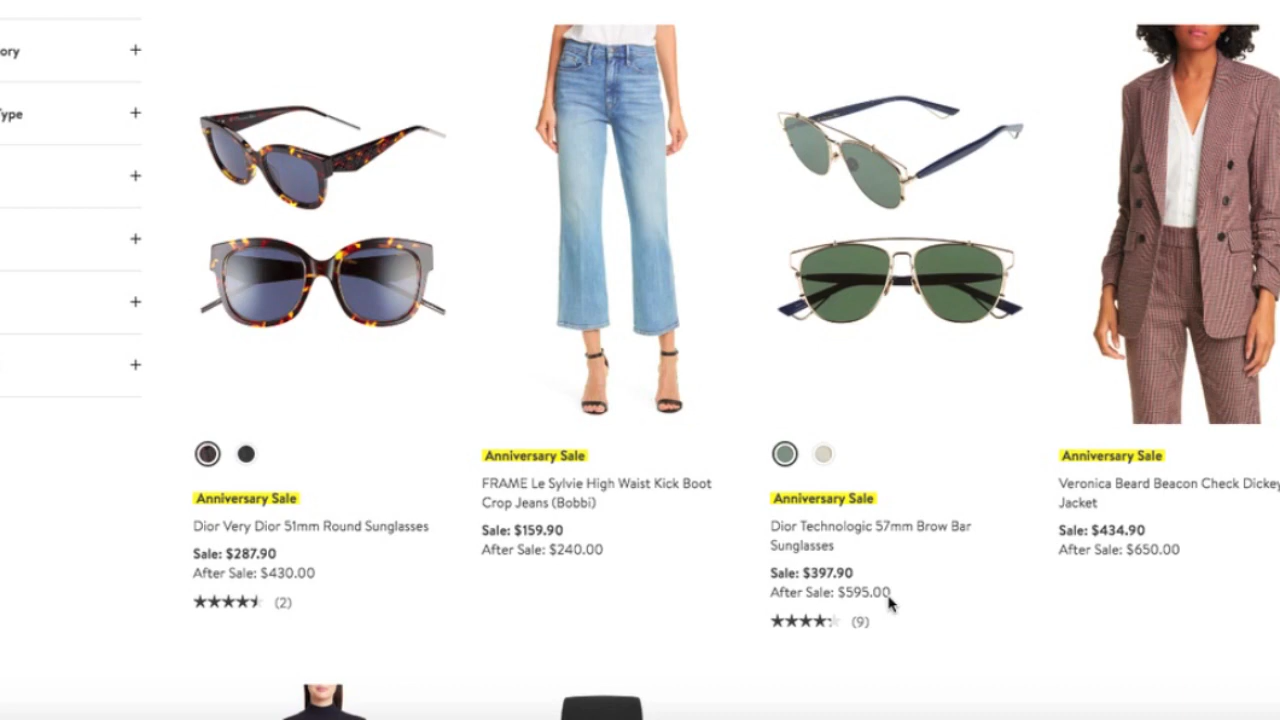 ory
Type
Anniversary Sale
Dior Very Dior 51mm Round Sunglasses
Sale: $287.90
After Sale: $430.00
(2)
Anniversary Sale
FRAME Le Sylvie High Waist Kick Boot
Crop Jeans (Bobbi)
Sale: $159.90
After Sale: $240.00
Anniversary Sale
Dior Technologic 57mm Brow Bar
Sunglasses
Sale: $397.90
After Sale: $595.00
(9)
Anniversary Sale
Veronica Beard Beacon Check Dickey
Jacket
Sale: $434.90
After Sale: $650.00